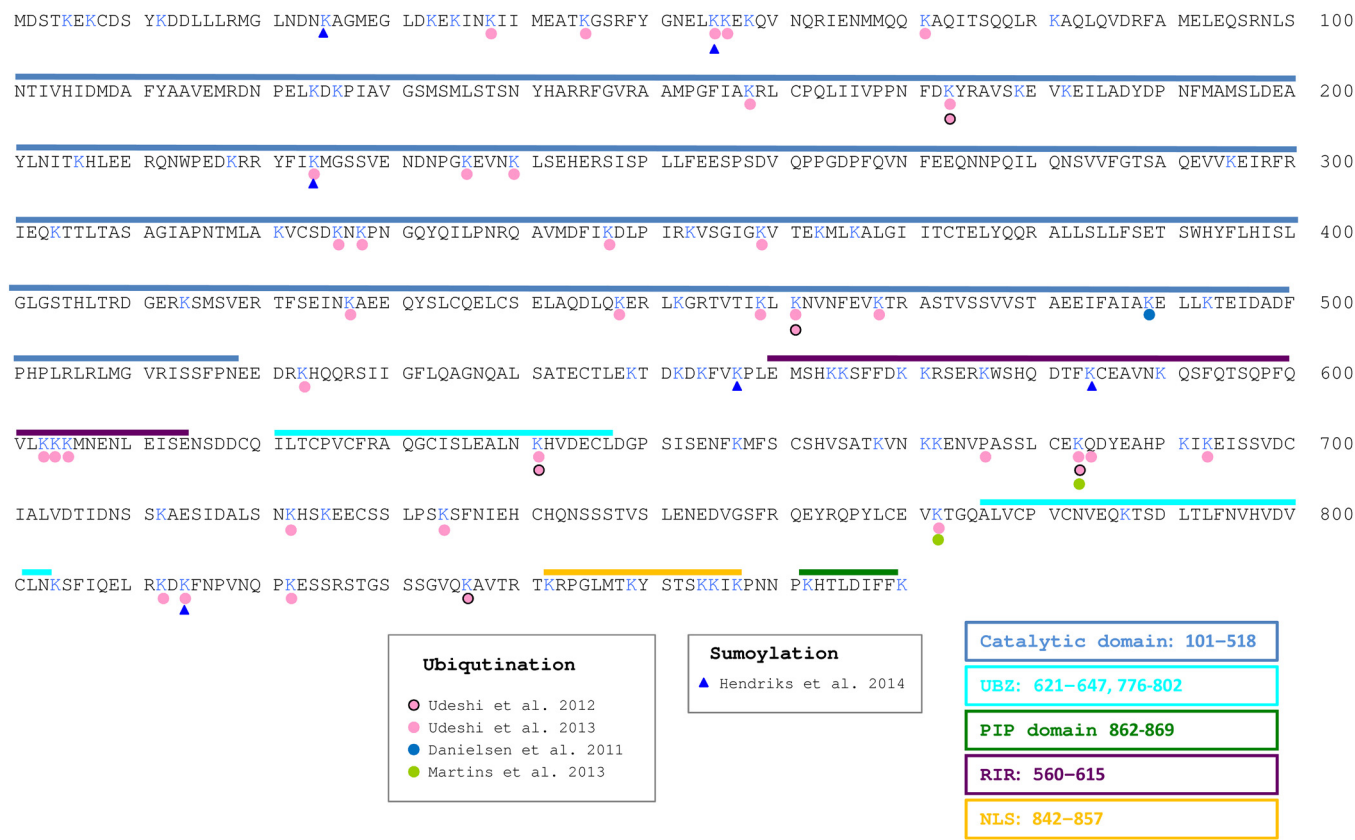 MDSTKEKCDS YKDDLLLRMG LNDNKAGMEG LDKEKINKII MEATKGSRFY GNELKKEKQV NQRIENMMQQ KAQITSQQLR KAQLQVDRFA MELEQSRNLS 100
NTIVHIDMDA FYAAVEMRDN PELKDKPIAV GSMSMLSTSN YHARRFGVRA AMPGFIAKRL CPQLIIVPPN FDKYRAVSKE VKEILADYDP NFMAMSLDEA 200
YLNITKHLEE RQNWPEDKRR YFIKMGSSVE NDNPGKEVNK LSEHERSISP LLFEESPSDV QPPGDPFQVN FEEQNNPQIL QNSVVFGTSA QEVVKEIRFR 300
IEQKTTLTAS AGIAPNTMLA KVCSDKNKPN GQYQILPNRQ AVMDFIKDLP IRKVSGIGKV TEKMLKALGI ITCTELYQQR ALLSLLFSET SWHYFLHISL 400
GLGSTHLTRD GERKSMSVER TFSEINKAEE QYSLCQELCS ELAQDLQKER LKGRTVTIKL KNVNFEVKTR ASTVSSVVST AEEIFAIAKE LLKTEIDADF 500
PHPLRLRLMG VRISSFPNEE DRKHQQRSII GFLQAGNQAL SATECTLEKT DKDKFVKPLE MSHKKSFFDK KRSERKWSHQ DTFKCEAVNK QSFQTSQPFQ 600
VLKKKMNENL EISENSDDCQ ILTCPVCFRA QGCISLEALN KHVDECLDGP SISENFKMFS CSHVSATKVN KKENVPASSL CEKQDYEAHP KIKEISSVDC 700
IALVDTIDNS SKAESIDALS NKHSKEECSS LPSKSFNIEH CHQNSSSTVS LENEDVGSFR QEYRQPYLCE VKTGQALVCP VCNVEQKTSD LTLFNVHVDV 800
CLNKSFIQEL RKDKFNPVNQ PKESSRSTGS SSGVQKAVTRT KRPGLMTKY STSKKIKPNN PKHTLDIFFK
Ubiqutination
Udeshi et al. 2012
Udeshi et al. 2013
Danielsen et al. 2011
Martins et al. 2013
Sumoylation
Hendriks et al. 2014
Catalytic domain: 101–518
UBZ: 621–647, 776-802
PIP domain 862-869
RIR: 560–615
NLS: 842–857